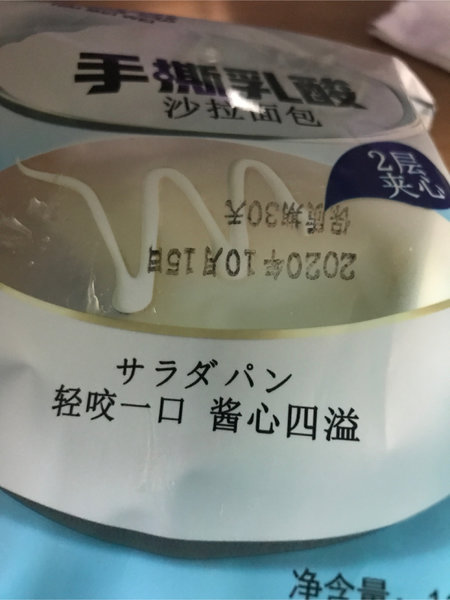 手撕乳酸
沙拉面包
2层
夹心
2020年10月15日
保质期30天
サラダパン
轻咬一口 酱心四溢
净含量: